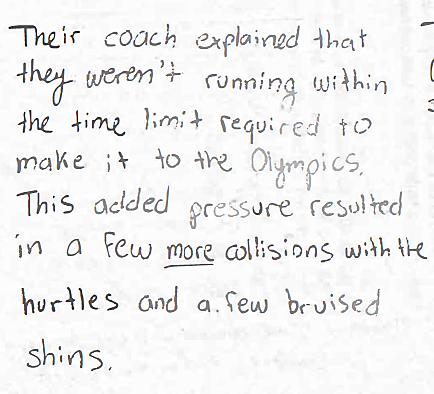 Their coach explained that
they weren't running within
the time limit required to
make it to the Olympics.
This added pressure resulted
in a few more collisions with the
hurtles and a few bruised
shins.